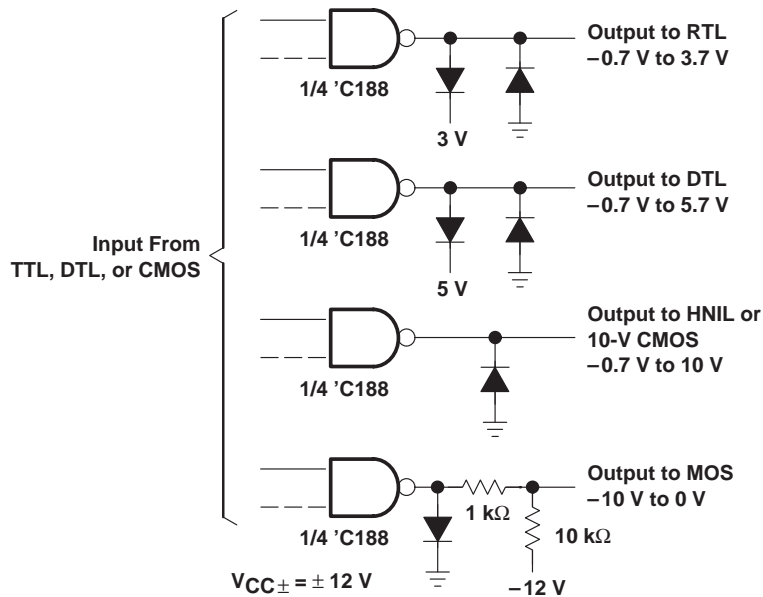 Output to RTL
−0.7 V to 3.7 V
1/4 ’C188
3 V
Output to DTL
−0.7 V to 5.7 V
1/4 ’C188
5 V
Input From
TTL, DTL, or CMOS
Output to HNIL or
10-V CMOS
−0.7 V to 10 V
1/4 ’C188
Output to MOS
−10 V to 0 V
1 kΩ
1/4 ’C188
10 kΩ
VCC± = ± 12 V
−12 V